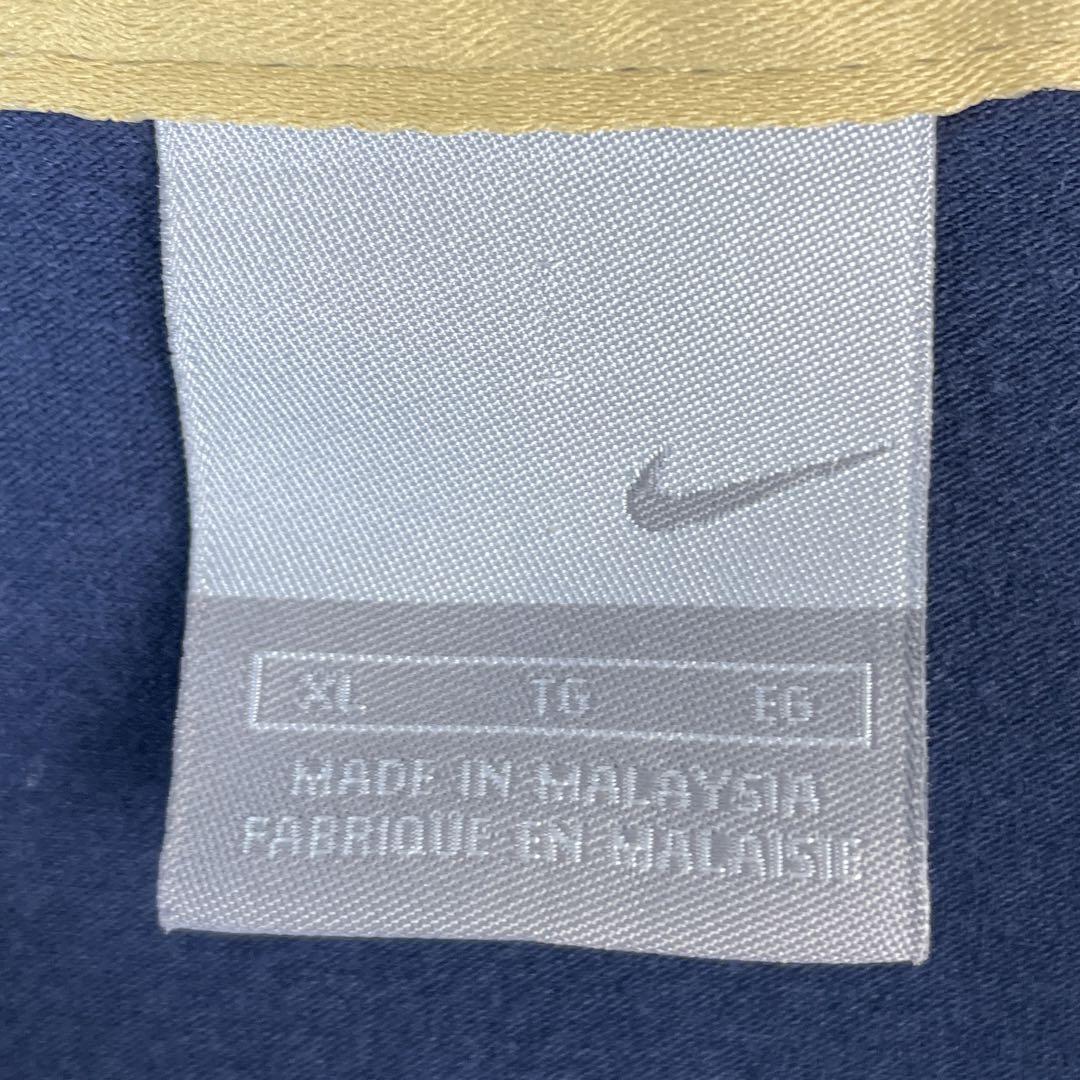 XL TG EG
MADE IN MALAYSIA
FABRIQUE EN MALAISIE